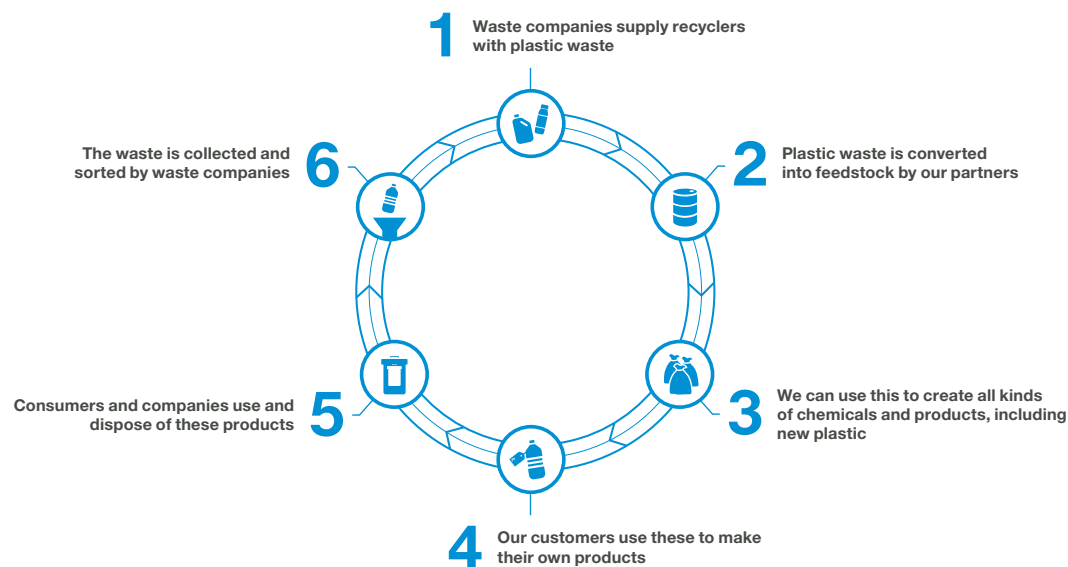 1
Waste companies supply recyclers
with plastic waste
2
Plastic waste is converted
into feedstock by our partners
3
We can use this to create all kinds
of chemicals and products, including
new plastic
4
Our customers use these to make
their own products
5
Consumers and companies use and
dispose of these products
6
The waste is collected and
sorted by waste companies